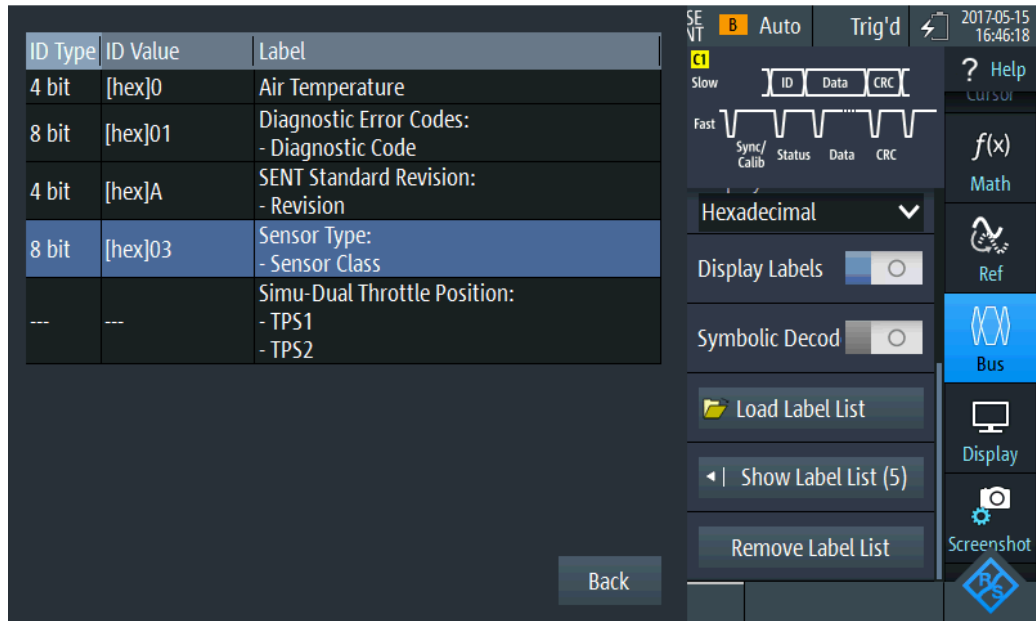 SENT B Auto Trig'd 2017-05-15
16:46:18
ID Type ID Value Label
4 bit [hex]0 Air Temperature
8 bit [hex]01 Diagnostic Error Codes:
- Diagnostic Code
4 bit [hex]A SENT Standard Revision:
- Revision
8 bit [hex]03 Sensor Type:
- Sensor Class
--- --- Simu-Dual Throttle Position:
- TPS1
- TPS2
Back
C1
Slow ID Data CRC
Fast
Sync/
Calib Status Data CRC
Hexadecimal
Display Labels
Symbolic Decod
Load Label List
Show Label List (5)
Remove Label List
? Help
Cursor
f(x)
Math
Ref
Bus
Display
Screenshot
R&S